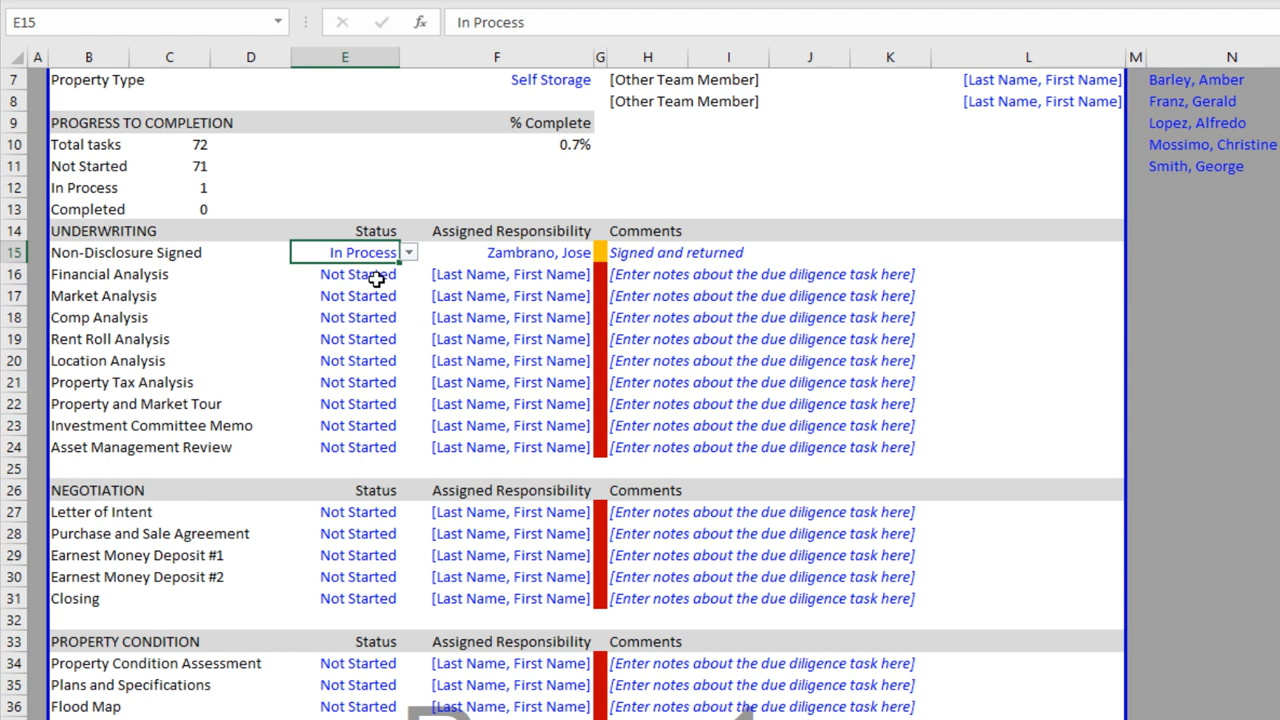 E15 fx In Process
A B C D E F G H I J K L M N
7 Property Type Self Storage [Other Team Member] [Last Name, First Name] Barley, Amber
8 [Other Team Member] [Last Name, First Name] Franz, Gerald
9 PROGRESS TO COMPLETION % Complete Lopez, Alfredo
10 Total tasks 72 0.7% Mossimo, Christine
11 Not Started 71 Smith, George
12 In Process 1
13 Completed 0
14 UNDERWRITING Status Assigned Responsibility Comments
15 Non-Disclosure Signed In Process Zambrano, Jose Signed and returned
16 Financial Analysis Not Started [Last Name, First Name] [Enter notes about the due diligence task here]
17 Market Analysis Not Started [Last Name, First Name] [Enter notes about the due diligence task here]
18 Comp Analysis Not Started [Last Name, First Name] [Enter notes about the due diligence task here]
19 Rent Roll Analysis Not Started [Last Name, First Name] [Enter notes about the due diligence task here]
20 Location Analysis Not Started [Last Name, First Name] [Enter notes about the due diligence task here]
21 Property Tax Analysis Not Started [Last Name, First Name] [Enter notes about the due diligence task here]
22 Property and Market Tour Not Started [Last Name, First Name] [Enter notes about the due diligence task here]
23 Investment Committee Memo Not Started [Last Name, First Name] [Enter notes about the due diligence task here]
24 Asset Management Review Not Started [Last Name, First Name] [Enter notes about the due diligence task here]
25
26 NEGOTIATION Status Assigned Responsibility Comments
27 Letter of Intent Not Started [Last Name, First Name] [Enter notes about the due diligence task here]
28 Purchase and Sale Agreement Not Started [Last Name, First Name] [Enter notes about the due diligence task here]
29 Earnest Money Deposit #1 Not Started [Last Name, First Name] [Enter notes about the due diligence task here]
30 Earnest Money Deposit #2 Not Started [Last Name, First Name] [Enter notes about the due diligence task here]
31 Closing Not Started [Last Name, First Name] [Enter notes about the due diligence task here]
32
33 PROPERTY CONDITION Status Assigned Responsibility Comments
34 Property Condition Assessment Not Started [Last Name, First Name] [Enter notes about the due diligence task here]
35 Plans and Specifications Not Started [Last Name, First Name] [Enter notes about the due diligence task here]
36 Flood Map Not Started [Last Name, First Name] [Enter notes about the due diligence task here]